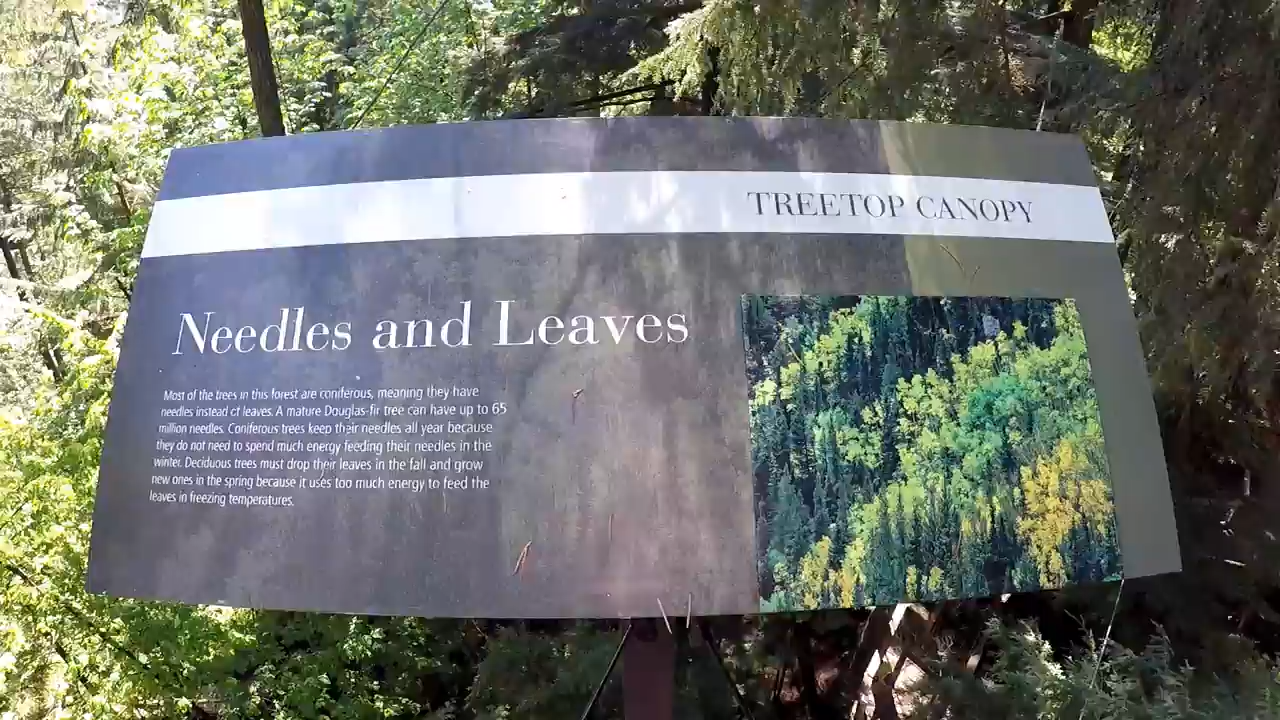 TREETOP CANOPY
Needles and Leaves
Most of the trees in this forest are coniferous, meaning they have
needles instead of leaves. A mature Douglas-fir tree can have up to 65
million needles. Coniferous trees keep their needles all year because
they do not need to spend much energy feeding their needles in the
winter. Deciduous trees must drop their leaves in the fall and grow
new ones in the spring because it uses too much energy to feed the
leaves in freezing temperatures.